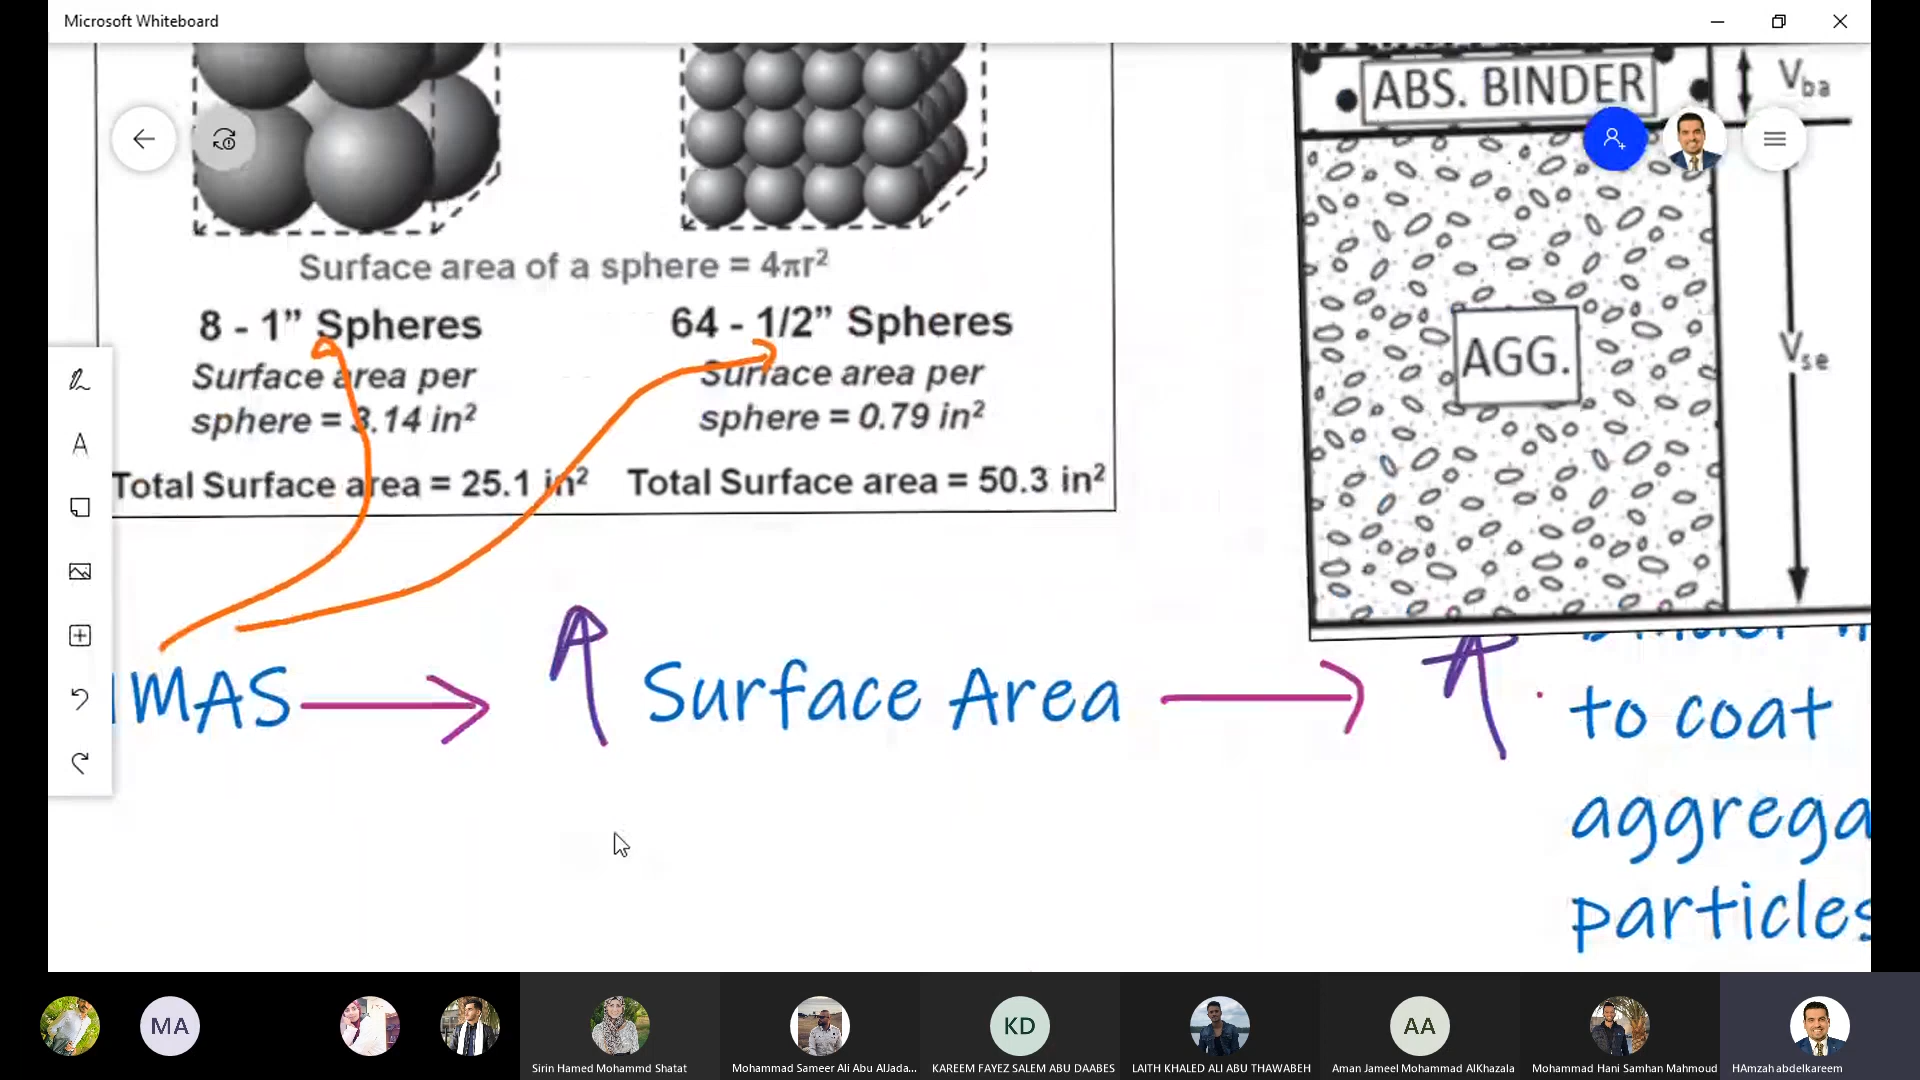 Microsoft Whiteboard
ABS. BINDER
Vba
Surface area of a sphere = 4πr²
8 - 1” Spheres
64 - 1/2” Spheres
Surface area per
sphere = 3.14 in²
Surface area per
sphere = 0.79 in²
Total Surface area = 25.1 in²
Total Surface area = 50.3 in²
AGG.
Vse
MAS
Surface Area
to coat
aggrega
particles
MA
KD
AA
Sirin Hamed Mohammd Shatat
Mohammad Sameer Ali Abu AlJada...
KAREEM FAYEZ SALEM ABU DAABES
LAITH KHALED ALI ABU THAWABEH
Aman Jameel Mohammad AlKhazala
Mohammad Hani Samhan Mahmoud
HAmzah abdelkareem